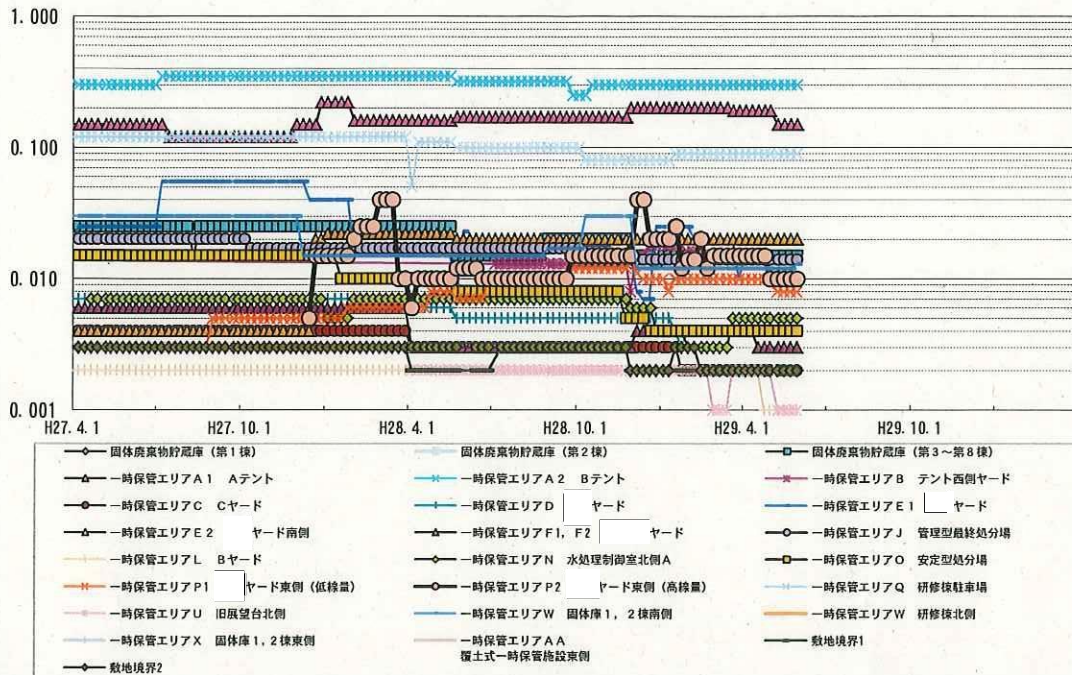 1.000
0.100
0.010
0.001
H27.4.1 H27.10.1 H28.4.1 H28.10.1 H29.4.1 H29.10.1
固体廃棄物貯蔵庫（第1棟） 固体廃棄物貯蔵庫（第2棟） 固体廃棄物貯蔵庫（第3～第8棟）
一時保管エリアA1 Aテント 一時保管エリアA2 Bテント 一時保管エリアB テント西側ヤード
一時保管エリアC Cヤード 一時保管エリアD ヤード 一時保管エリアE1 ヤード
一時保管エリアE2 ヤード南側 一時保管エリアF1, F2 ヤード 一時保管エリアJ 管理型最終処分場
一時保管エリアL Bヤード 一時保管エリアN 水処理制御室北側A 一時保管エリアO 安定型処分場
一時保管エリアP1 ヤード東側（低線量） 一時保管エリアP2 ヤード東側（高線量） 一時保管エリアQ 研修棟駐車場
一時保管エリアU 旧展望台北側 一時保管エリアW 固体庫1, 2棟南側 一時保管エリアW 研修棟北側
一時保管エリアX 固体庫1, 2棟東側 一時保管エリアAA 敷地境界1
覆土式一時保管施設東側
敷地境界2